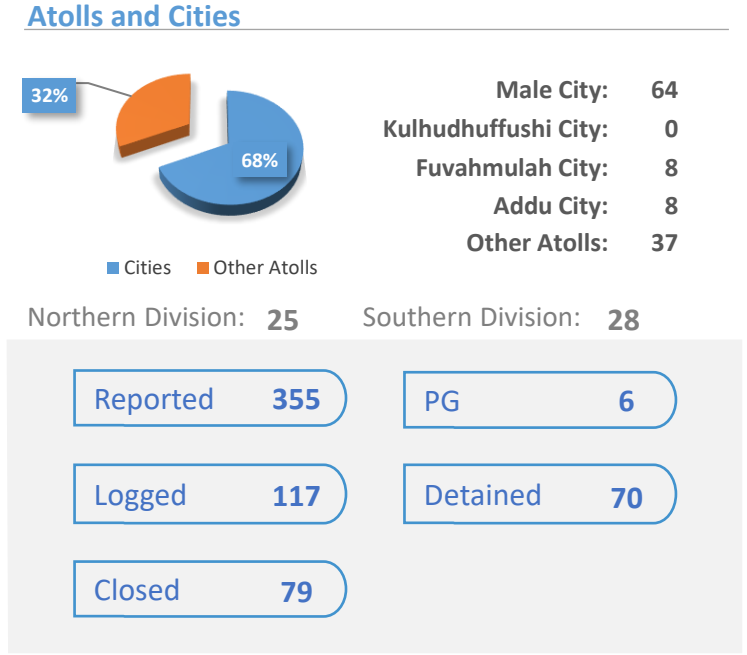 Atolls and Cities
32%
68%
Cities Other Atolls
Male City: 64
Kulhudhuffushi City: 0
Fuvahmulah City: 8
Addu City: 8
Other Atolls: 37
Northern Division: 25 Southern Division: 28
Reported 355 PG 6
Logged 117 Detained 70
Closed 79